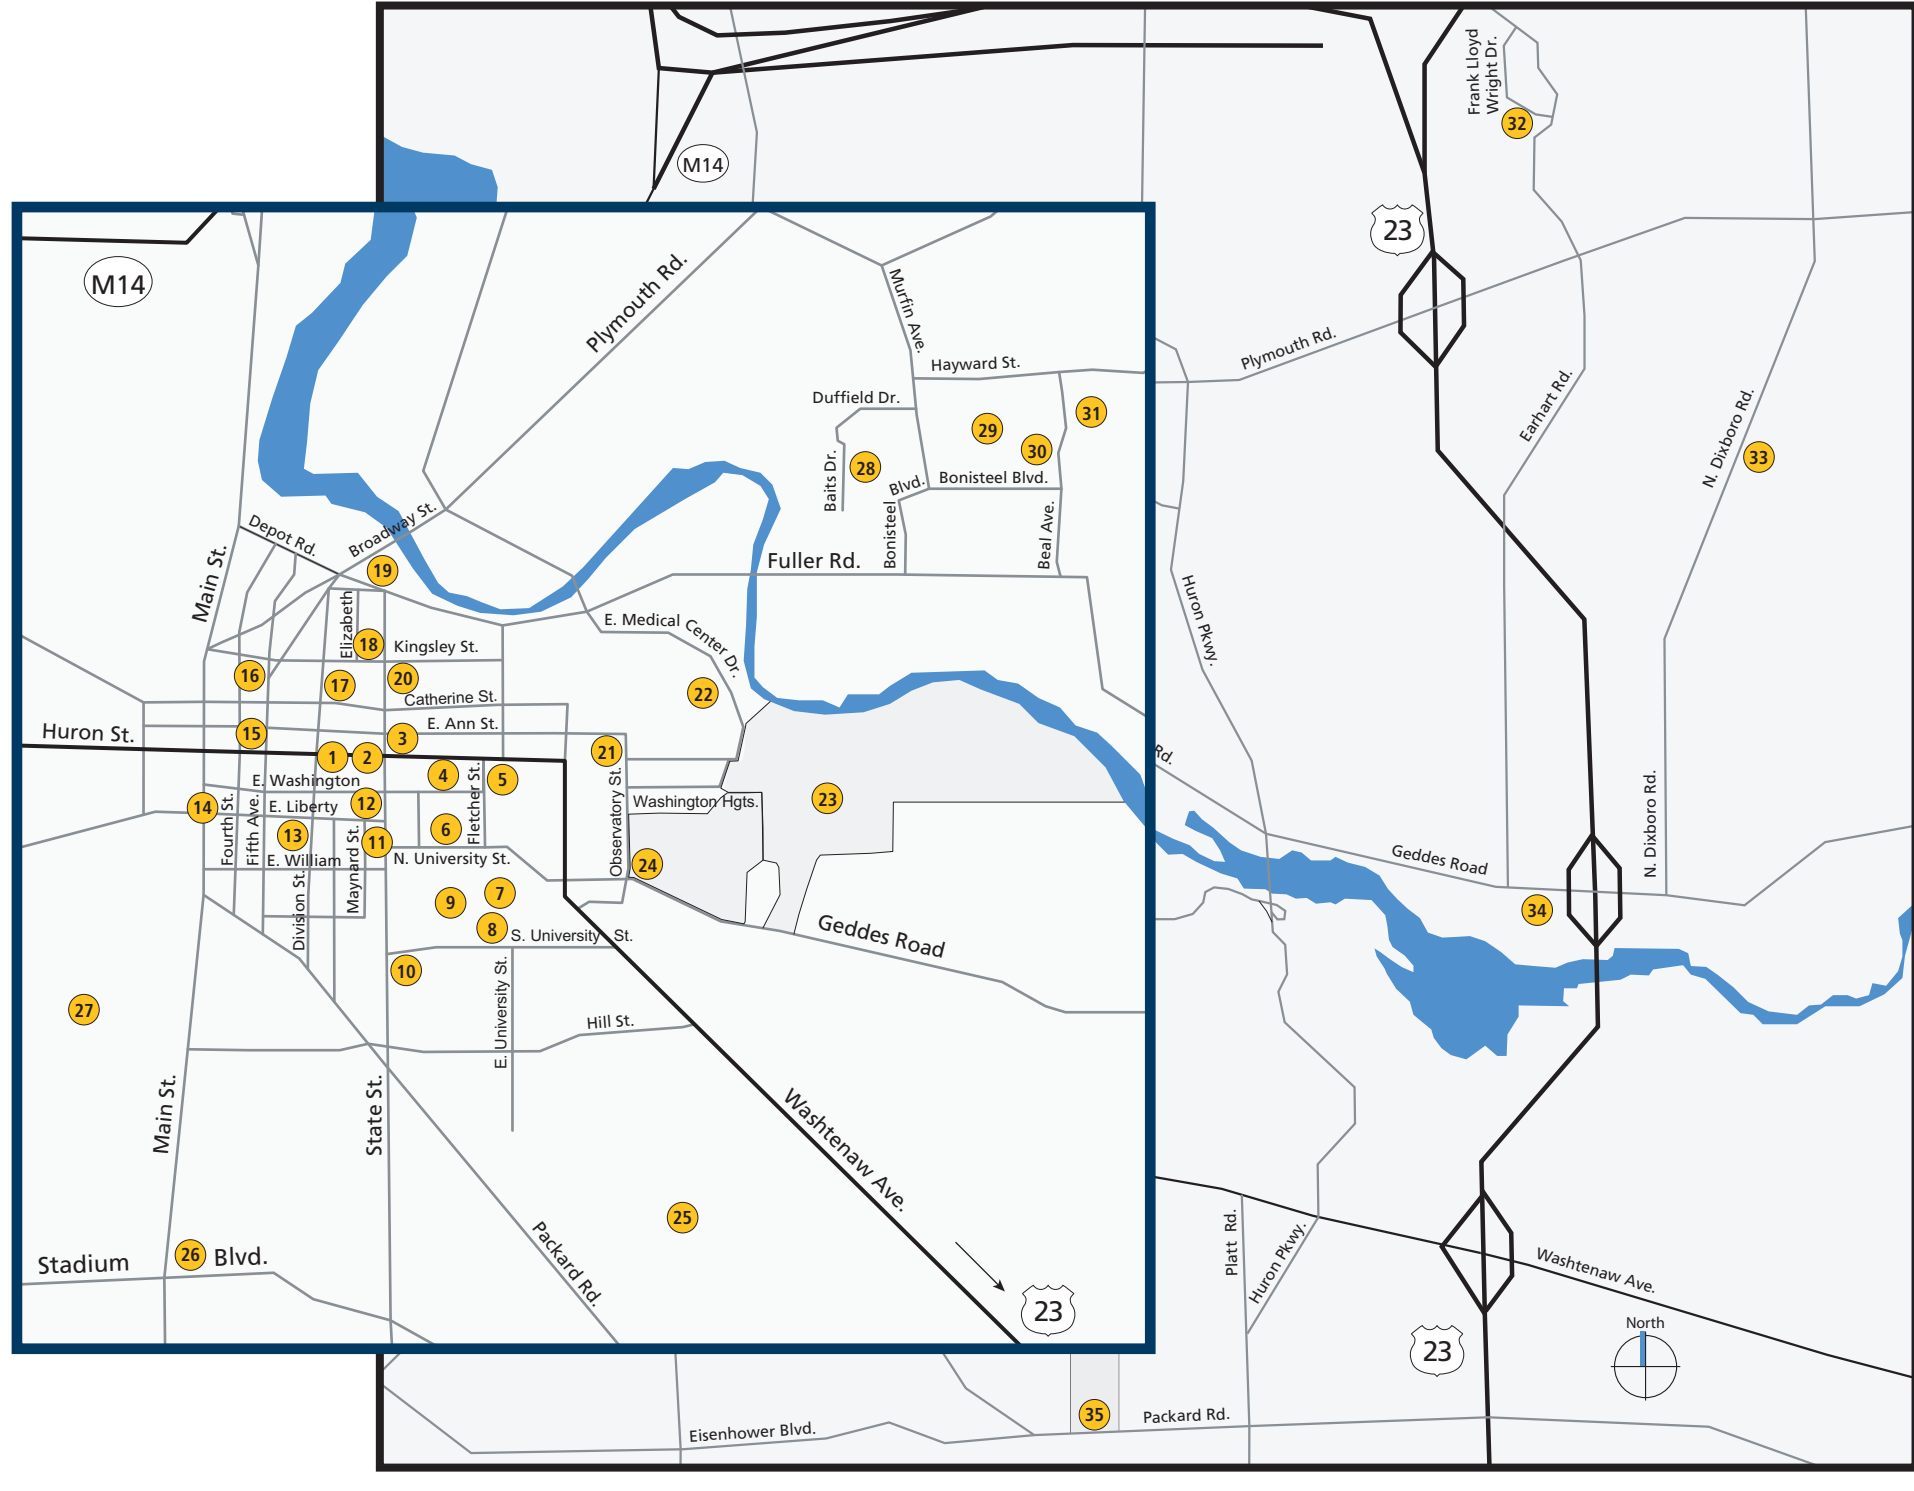 Frank Lloyd
Wright Dr.
32
M14
23
M14
Plymouth Rd.
Murfin Ave.
Hayward St.
Plymouth Rd.
Duffield Dr.
31
29
30
28
Baits Dr.
Blvd.
Bonisteel Blvd.
Bonisteel
Beal Ave.
Earhart Rd.
N. Dixboro Rd.
33
Depot Rd.
Broadway St.
Main St.
19
Fuller Rd.
Huron Pkwy.
Elizabeth
E. Medical
Center Dr.
18
Kingsley St.
16
17
20
22
Catherine St.
E. Ann St.
Huron St.
15
3
1
2
21
Rd.
4
5
E. Washington
Fletcher St.
Observatory St.
Washington Hgts.
23
14
Fourth St.
Fifth Ave.
E. Liberty
12
13
6
11
Maynard St.
E. William
N. University St.
24
Geddes Road
N. Dixboro Rd.
Division St.
9
7
8
S. University St.
Geddes Road
34
10
E. University St.
27
Hill St.
Main St.
State St.
Washtenaw Ave.
25
Packard Rd.
Stadium
26
Blvd.
23
Platt Rd.
Huron Pkwy.
Washtenaw Ave.
23
North
35
Packard Rd.
Eisenhower Blvd.